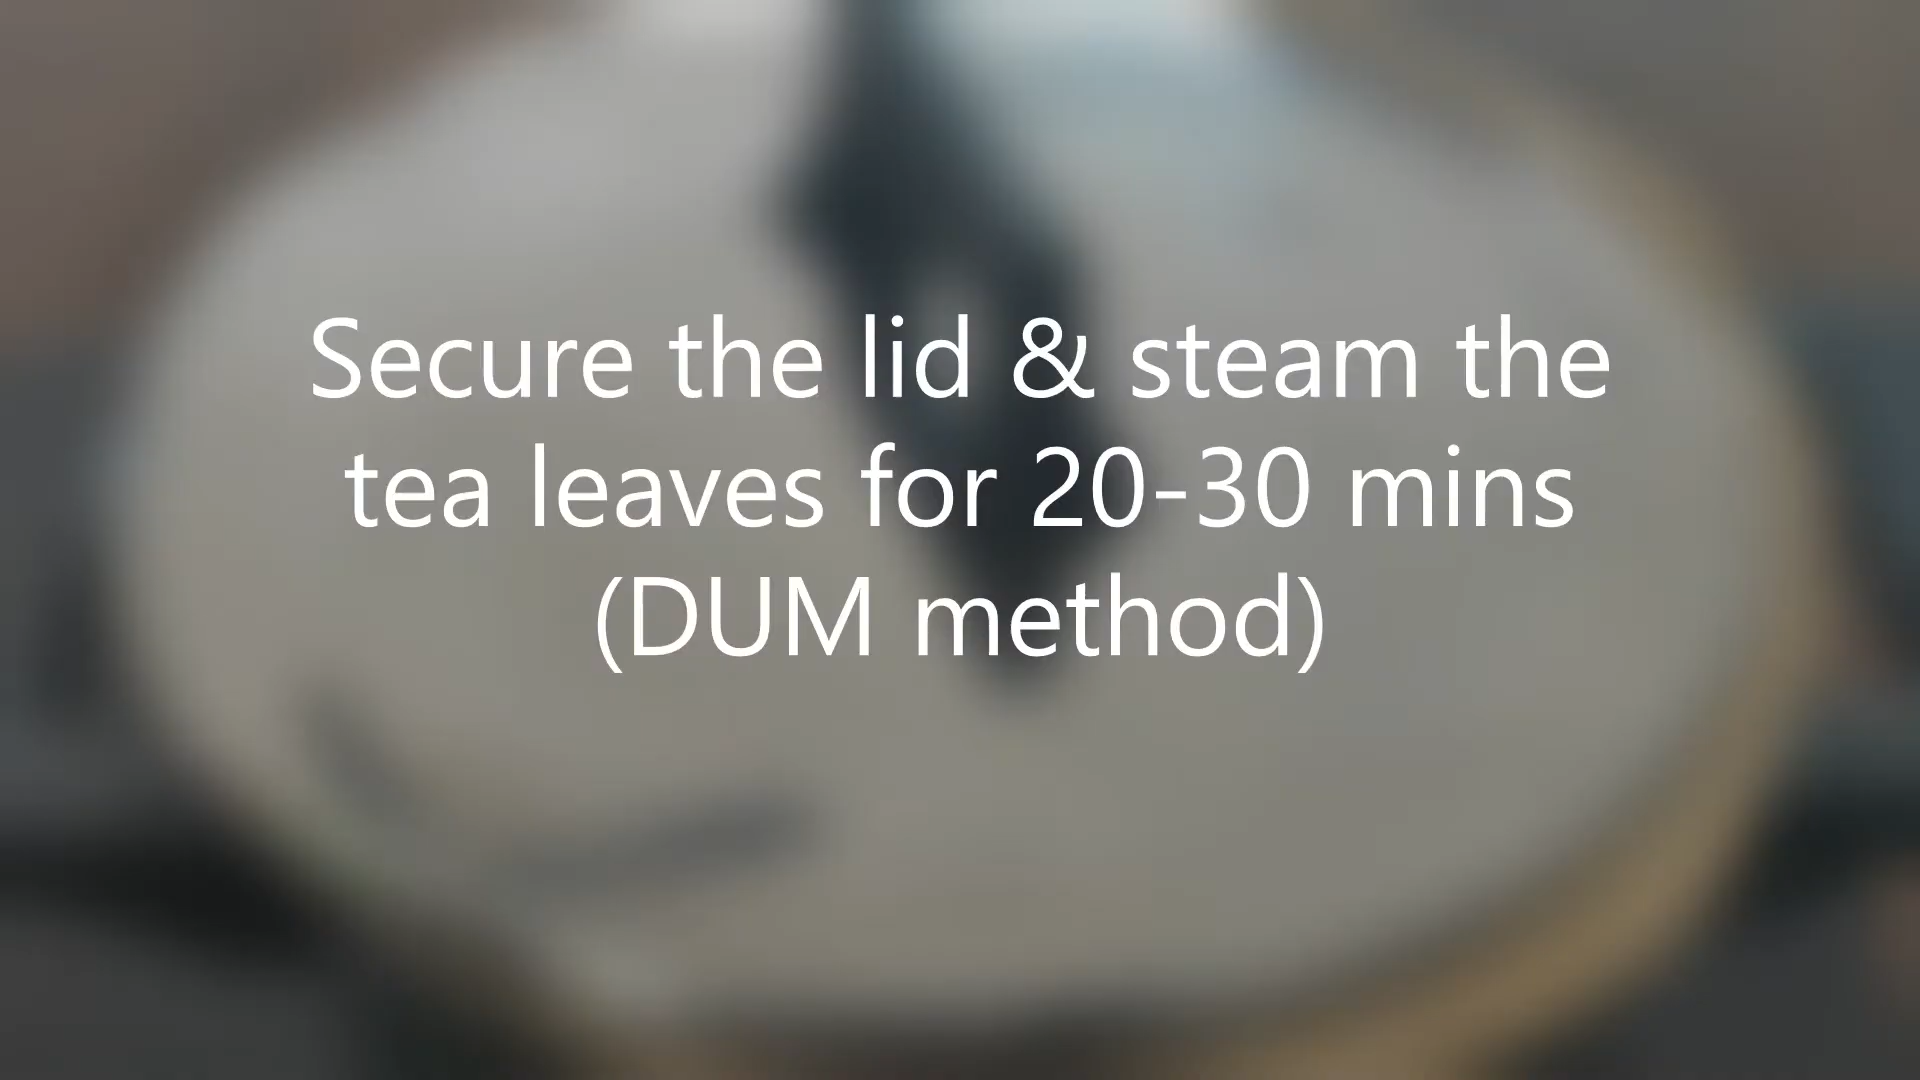 Secure the lid & steam the
tea leaves for 20-30 mins
(DUM method)